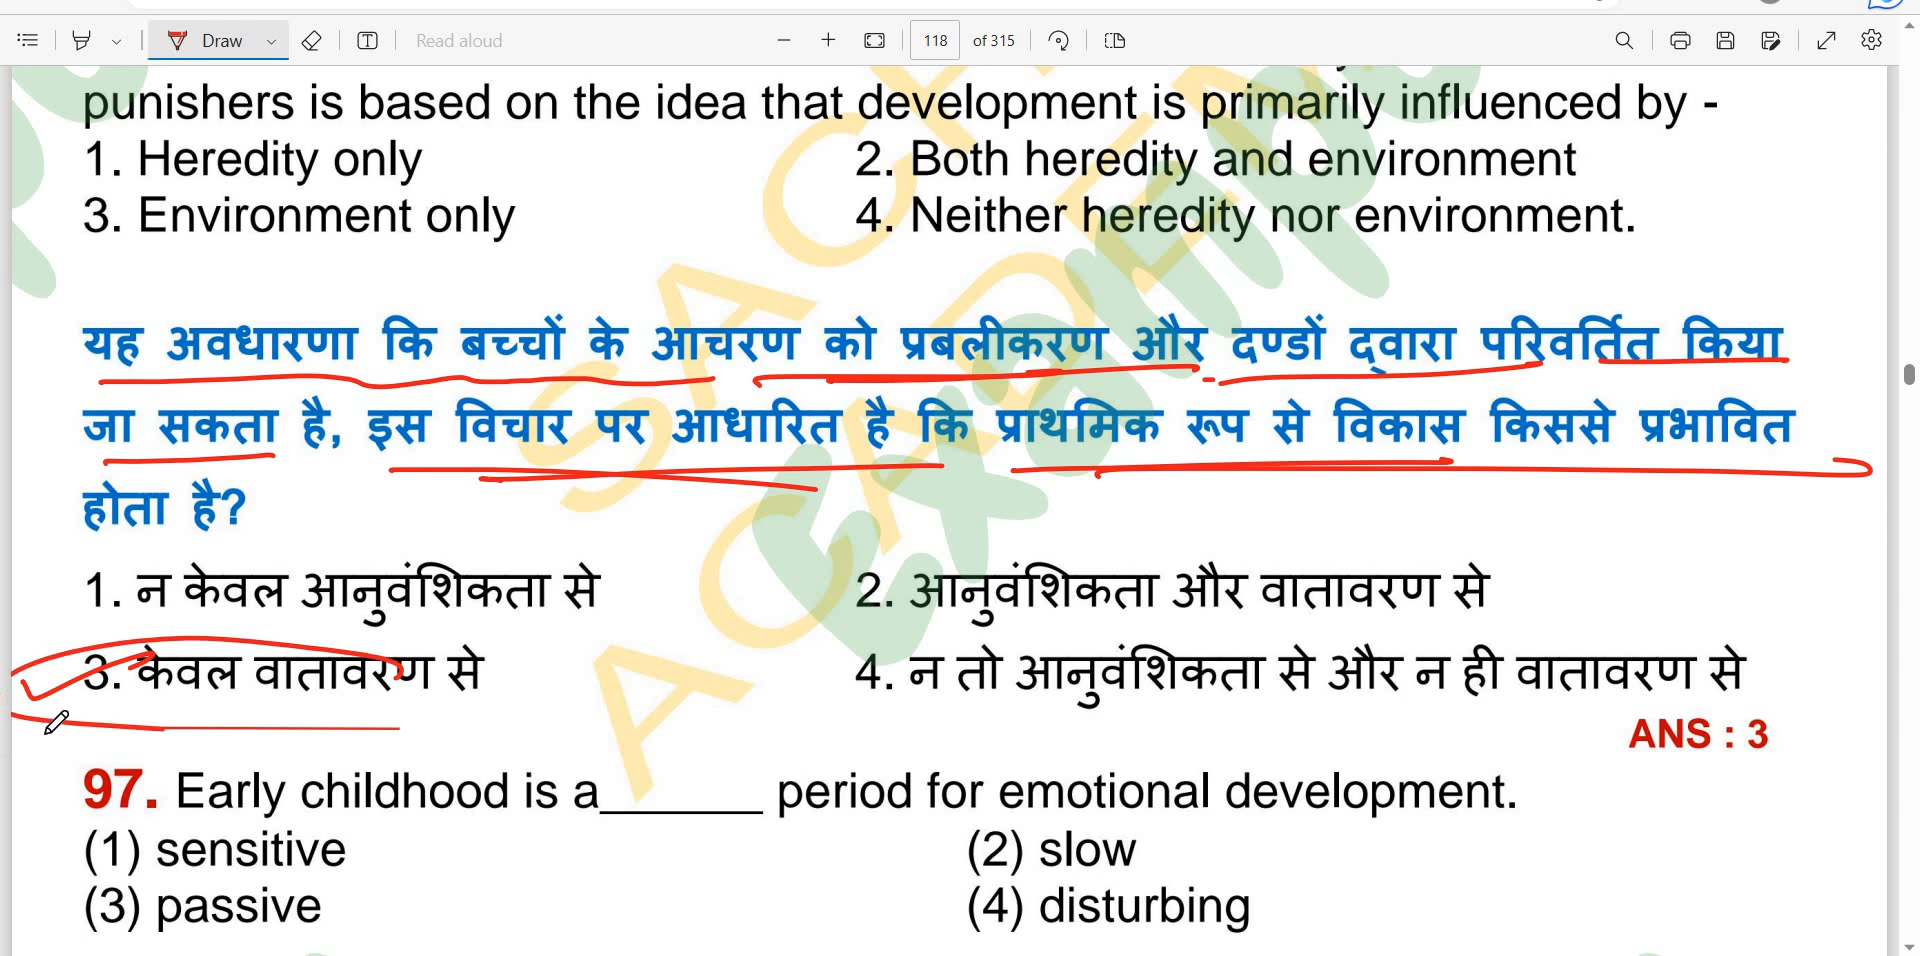 Draw
Read aloud
118 of 315
punishers is based on the idea that development is primarily influenced by -
1. Heredity only 2. Both heredity and environment
3. Environment only 4. Neither heredity nor environment.
यह अवधारणा कि बच्चों के आचरण को प्रबलीकरण और दण्डों द्वारा परिवर्तित किया
जा सकता है, इस विचार पर आधारित है कि प्राथमिक रूप से विकास किससे प्रभावित
होता है?
1. न केवल आनुवंशिकता से 2. आनुवंशिकता और वातावरण से
3. केवल वातावरण से 4. न तो आनुवंशिकता से और न ही वातावरण से
ANS : 3
97. Early childhood is a______ period for emotional development.
(1) sensitive (2) slow
(3) passive (4) disturbing